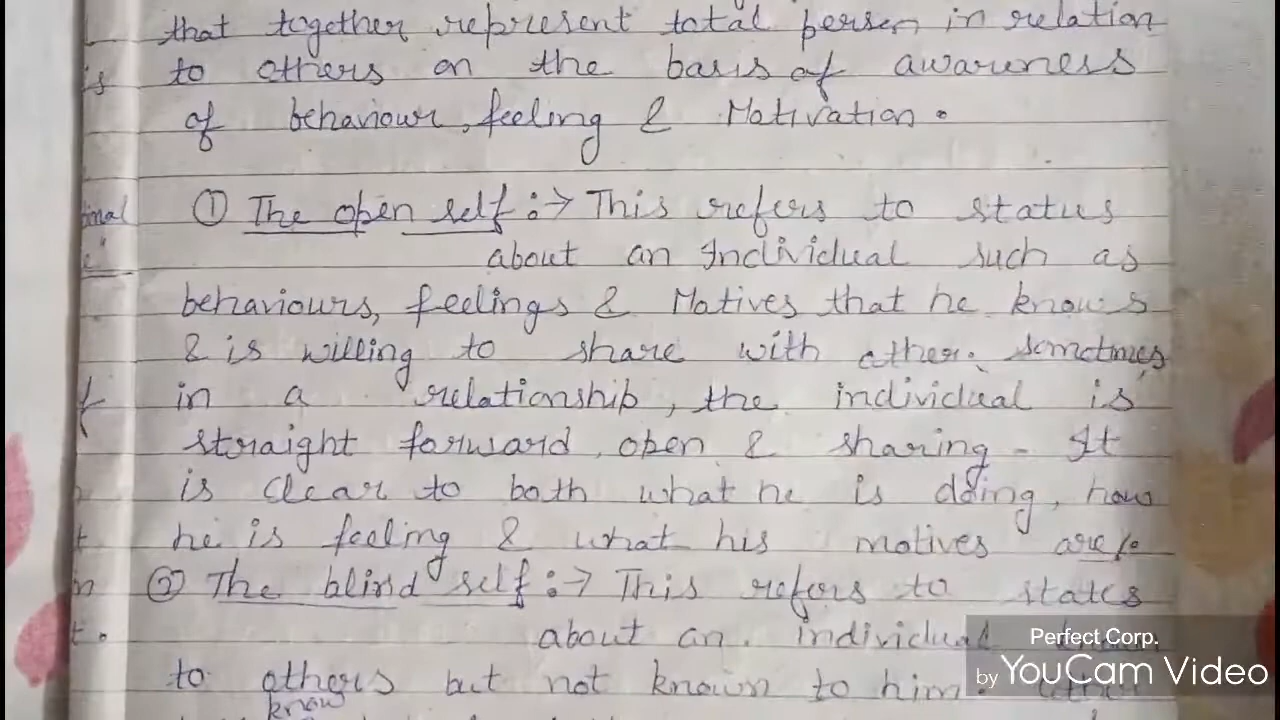 that together represent total person in relation
is to others on the basis of awareness
of behaviour, feeling & Motivation.
① The open self :→ This refers to status
about an Individual such as
behaviours, feelings & Motives that he knows
& is willing to share with other. sometimes
in a relationship, the individual is
straight forward, open & sharing - It
is clear to both what he is doing, how
he is feeling & what his motives are/.
② The blind self :→ This refers to states
about an individual
to others but not known to him.
know
Perfect Corp.
by YouCam Video